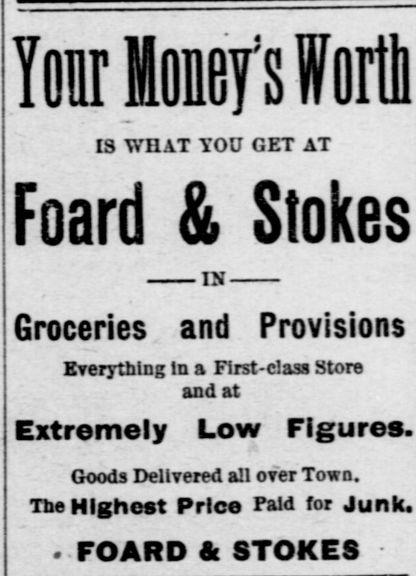 Your Money's Worth
IS WHAT YOU GET AT
Foard & Stokes
IN
Groceries and Provisions
Everything in a First-class Store
and at
Extremely Low Figures.
Goods Delivered all over Town.
The Highest Price Paid for Junk.
FOARD & STOKES